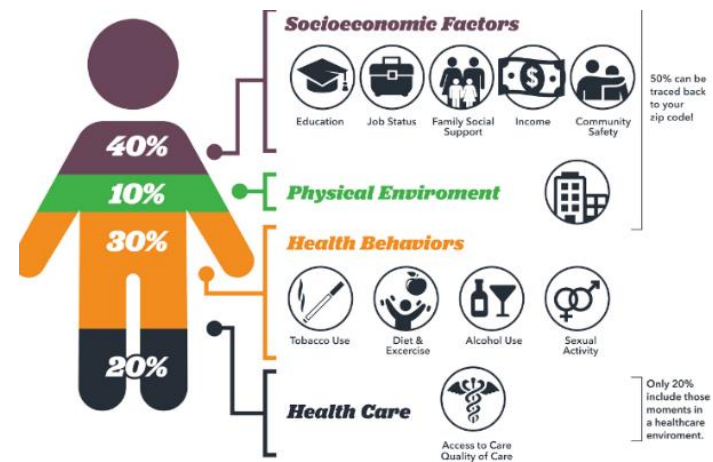 Socioeconomic Factors
Education
Job Status
Family Social
Support
Income
Community
Safety
50% can be
traced back
to your
zip code!
40%
10%
Physical Enviroment
30%
Health Behaviors
Tobacco Use
Diet &
Excercise
Alcohol Use
Sexual
Activity
20%
Health Care
Access to Care
Quality of Care
Only 20%
include those
moments in
a healthcare
enviroment.